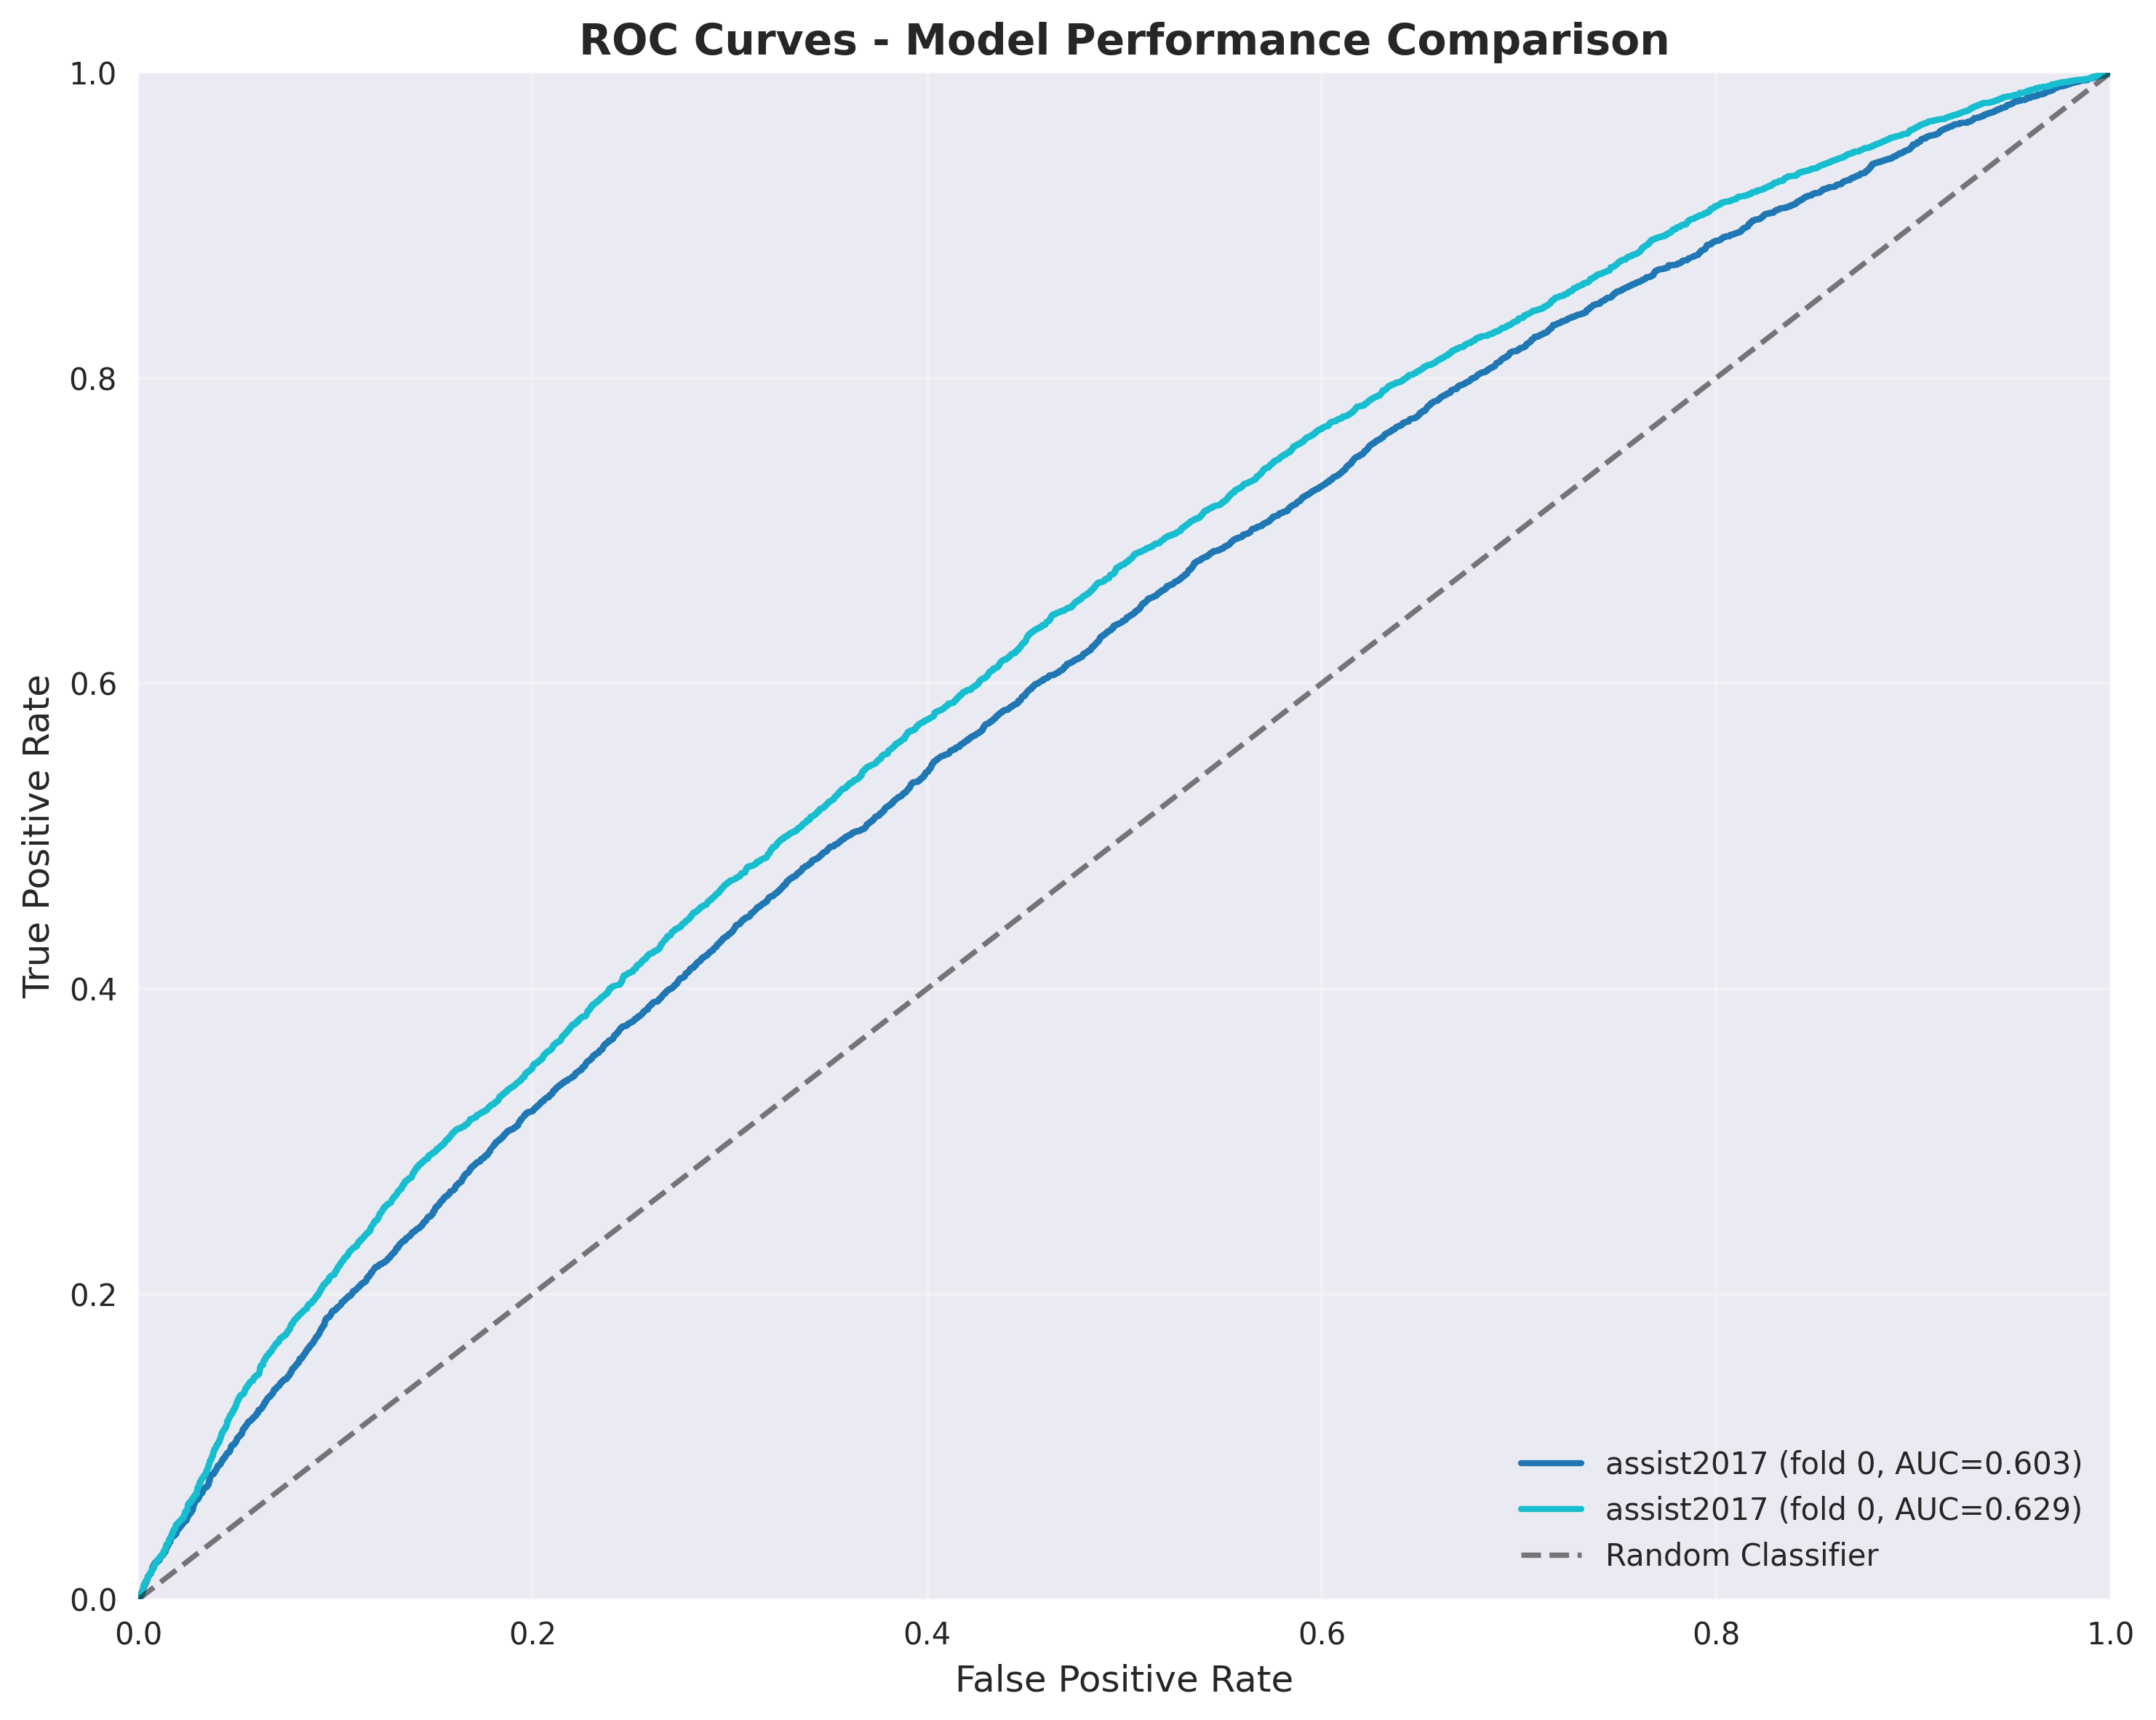 ROC Curves - Model Performance Comparison
1.0
0.8
0.6
0.4
0.2
0.0
True Positive Rate
0.0 0.2 0.4 0.6 0.8 1.0
False Positive Rate
assist2017 (fold 0, AUC=0.603)
assist2017 (fold 0, AUC=0.629)
Random Classifier